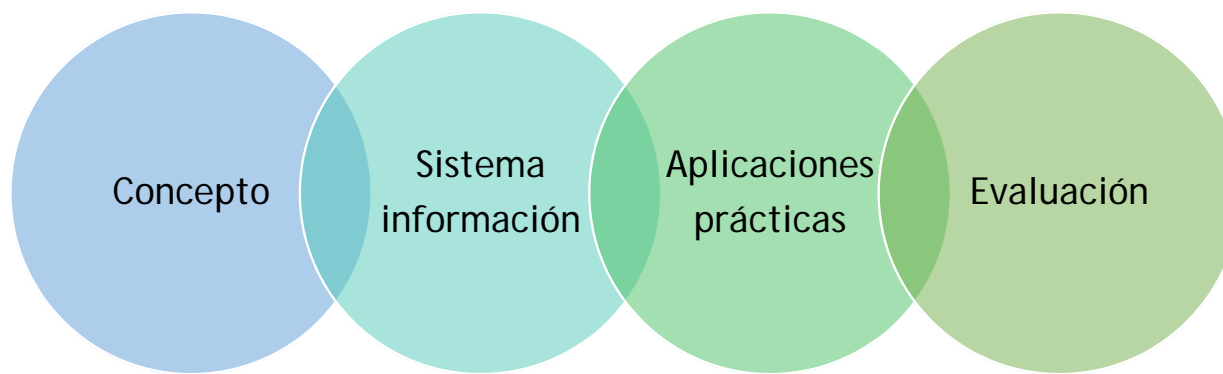 Concepto
Sistema
información
Aplicaciones
prácticas
Evaluación